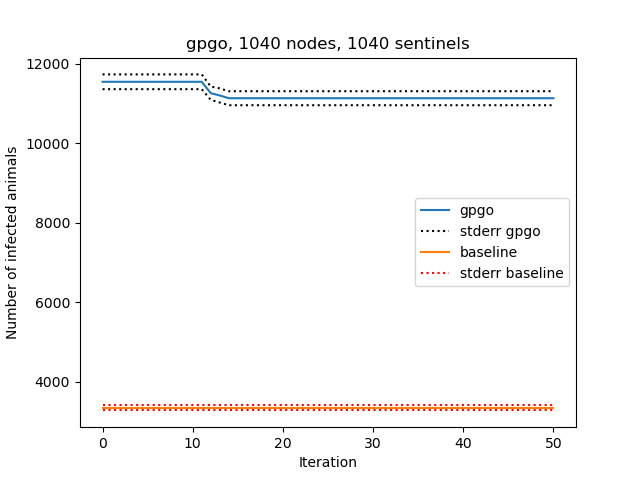 gpgo, 1040 nodes, 1040 sentinels
12000
10000
8000
6000
4000
Number of infected animals
gpgo
stderr gpgo
baseline
stderr baseline
0 10 20 30 40 50
Iteration